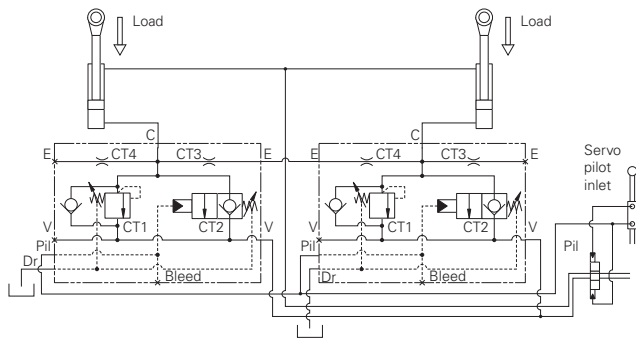 Load
Load
C
C
E
CT4
CT3
E
CT4
CT3
E
Servo
pilot
inlet
CT1
CT2
CT1
CT2
V
V
V
V
Pil
Pil
Pil
Dr
Bleed
Dr
Bleed